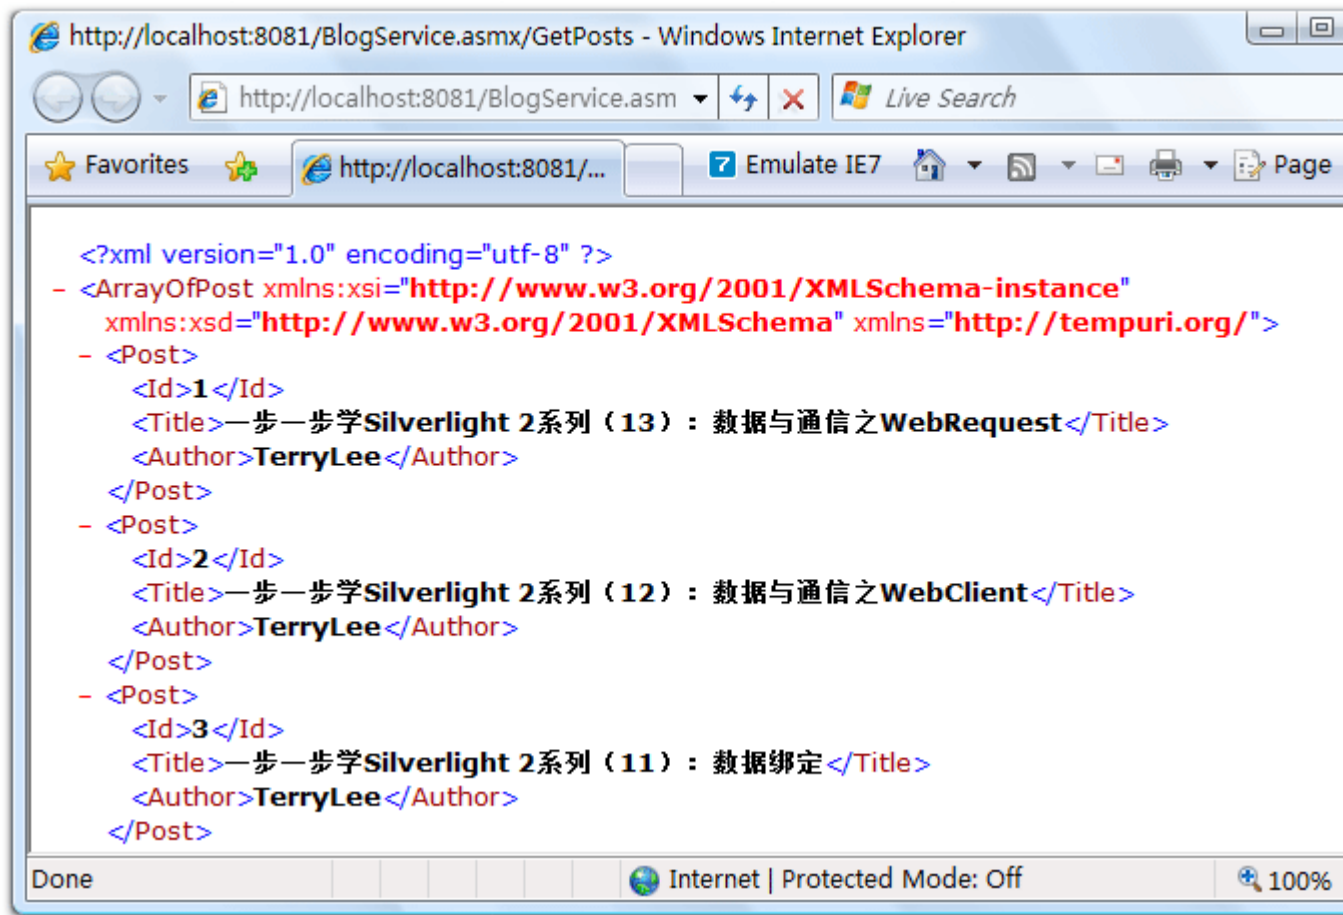 http://localhost:8081/BlogService.asmx/GetPosts - Windows Internet Explorer
http://localhost:8081/BlogService.asm Live Search
Favorites http://localhost:8081/... Emulate IE7 Page
<?xml version="1.0" encoding="utf-8" ?>
- <ArrayOfPost xmlns:xsi="http://www.w3.org/2001/XMLSchema-instance"
xmlns:xsd="http://www.w3.org/2001/XMLSchema" xmlns="http://tempuri.org/">
- <Post>
<Id>1</Id>
<Title>一步一步学Silverlight 2系列（13）：数据与通信之WebRequest</Title>
<Author>TerryLee</Author>
</Post>
- <Post>
<Id>2</Id>
<Title>一步一步学Silverlight 2系列（12）：数据与通信之WebClient</Title>
<Author>TerryLee</Author>
</Post>
- <Post>
<Id>3</Id>
<Title>一步一步学Silverlight 2系列（11）：数据绑定</Title>
<Author>TerryLee</Author>
</Post>
Done Internet | Protected Mode: Off 100%